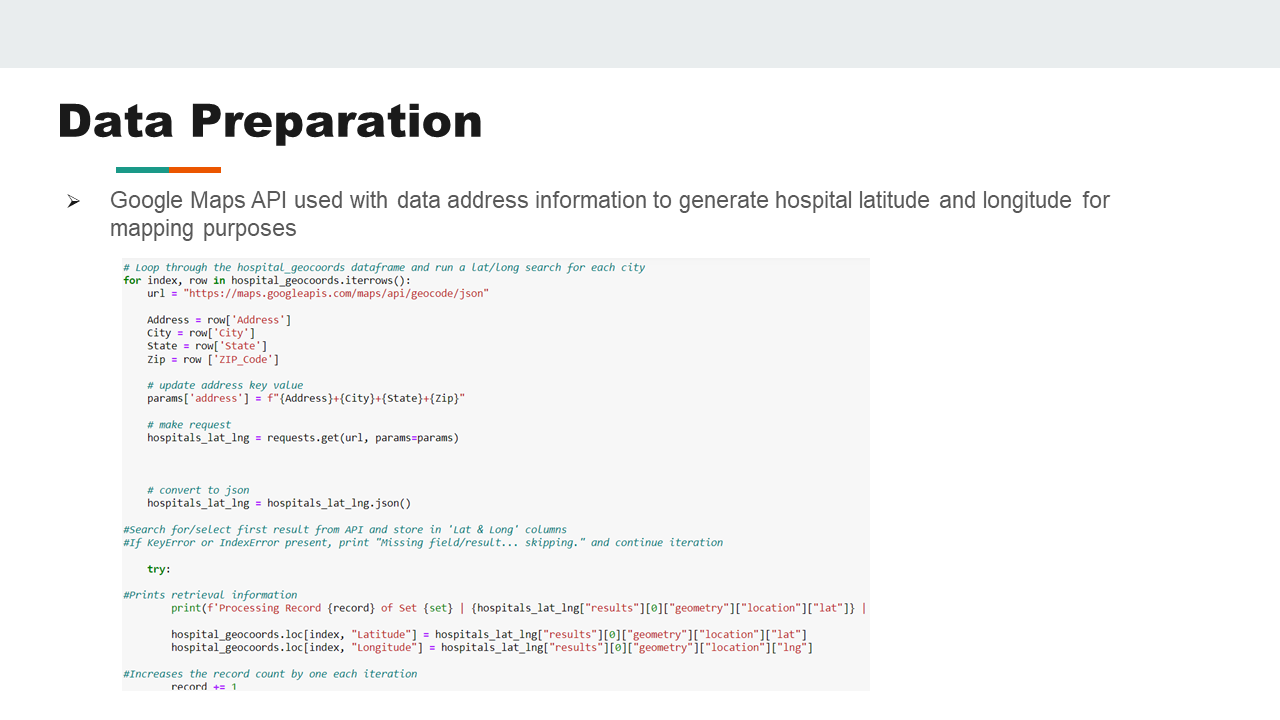 Data Preparation
➢ Google Maps API used with data address information to generate hospital latitude and longitude for
mapping purposes
# Loop through the hospital_geocoords dataframe and run a lat/long search for each city
for index, row in hospital_geocoords.iterrows():
    url = "https://maps.googleapis.com/maps/api/geocode/json"
    Address = row['Address']
    City = row['City']
    State = row['State']
    Zip = row ['ZIP_Code']
    # update address key value
    params['address'] = f"{Address}+{City}+{State}+{Zip}"
    # make request
    hospitals_lat_lng = requests.get(url, params=params)
    # convert to json
    hospitals_lat_lng = hospitals_lat_lng.json()
#Search for/select first result from API and store in 'Lat & Long' columns
#If KeyError or IndexError present, print "Missing field/result... skipping." and continue iteration
    try:
#Prints retrieval information
        print(f'Processing Record {record} of Set {set} | {hospitals_lat_lng["results"][0]["geometry"]["location"]["lat"]} |
        hospital_geocoords.loc[index, "Latitude"] = hospitals_lat_lng["results"][0]["geometry"]["location"]["lat"]
        hospital_geocoords.loc[index, "Longitude"] = hospitals_lat_lng["results"][0]["geometry"]["location"]["lng"]
#Increases the record count by one each iteration
        record += 1